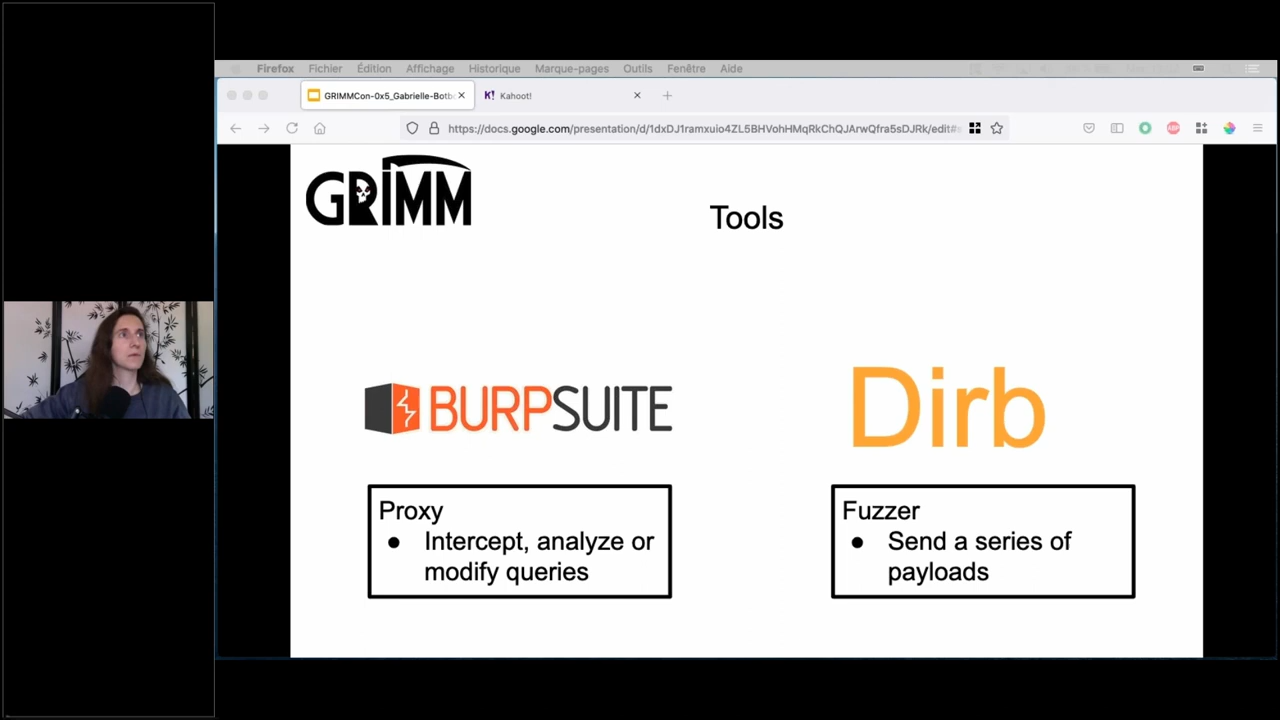 Firefox Fichier Édition Affichage Historique Marque-pages Outils Fenêtre Aide
GRIMMCon-0x5_Gabrielle-Botb
K! Kahoot!
https://docs.google.com/presentation/d/1dxDJ1ramxuio4ZL5BHVohHMqRkChQJArwQfra5sDJRk/edit#
ABP
GRIMM
Tools
BURPSUITE
Dirb
Proxy
● Intercept, analyze or
modify queries
Fuzzer
● Send a series of
payloads